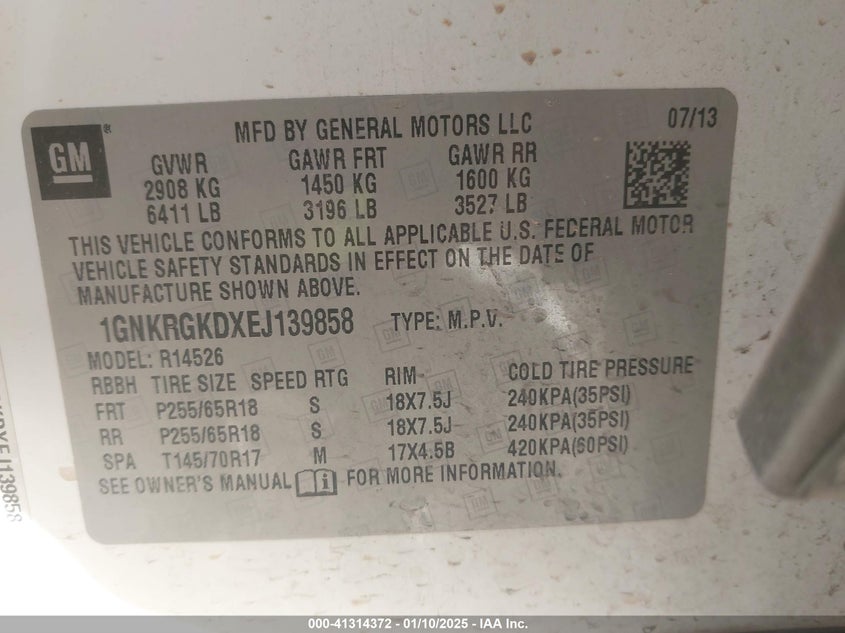 GM
®
MFD BY GENERAL MOTORS LLC
07/13
GVWR GAWR FRT GAWR RR
2908 KG 1450 KG 1600 KG
6411 LB 3196 LB 3527 LB
THIS VEHICLE CONFORMS TO ALL APPLICABLE U.S. FEDERAL MOTOR
VEHICLE SAFETY STANDARDS IN EFFECT ON THE DATE OF
MANUFACTURE SHOWN ABOVE.
1GNKRGKDXEJ139858 TYPE: M.P.V.
MODEL: R14526
RBBH TIRE SIZE SPEED RTG RIM COLD TIRE PRESSURE
FRT P255/65R18 S 18X7.5J 240KPA(35PSI)
RR P255/65R18 S 18X7.5J 240KPA(35PSI)
SPA T145/70R17 M 17X4.5B 420KPA(60PSI)
SEE OWNER'S MANUAL i FOR MORE INFORMATION.
000-41314372 - 01/10/2025 - IAA Inc.